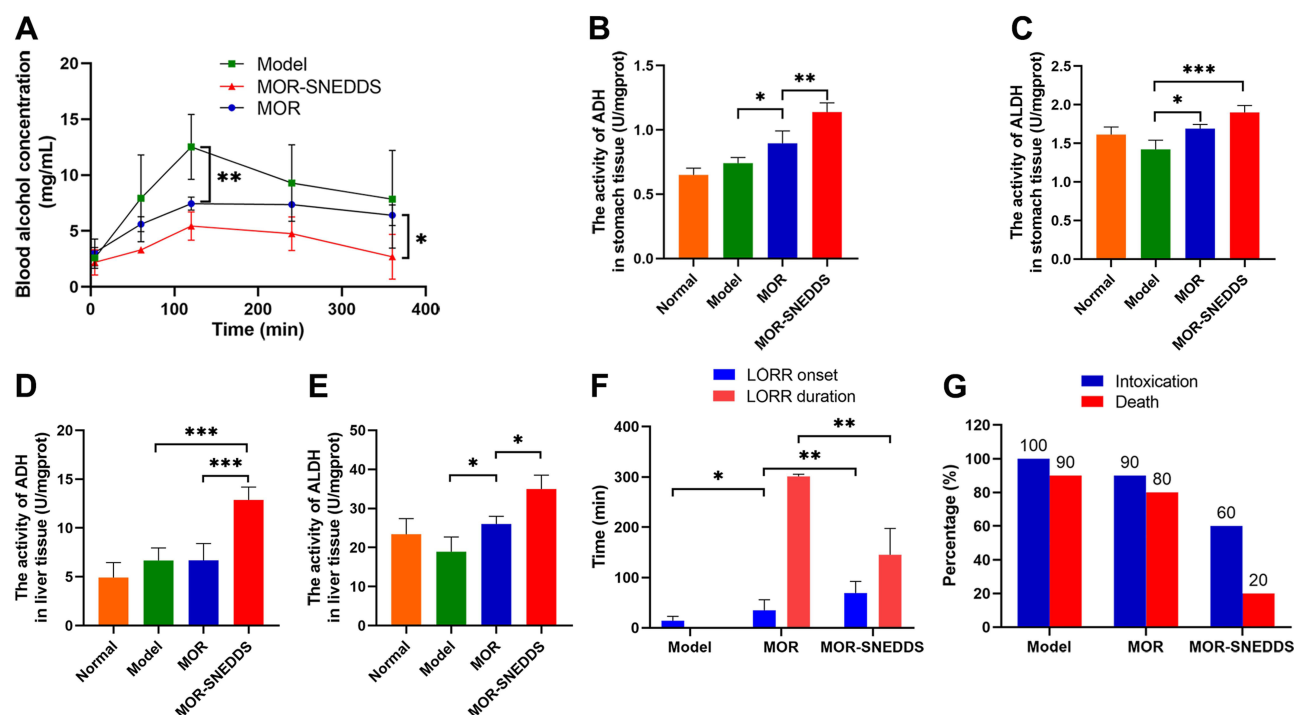 A
Blood alcohol concentration
(mg/mL)
20
15
10
5
0
0
100
200
300
400
Time (min)
Model
MOR-SNEDDS
MOR
**
*
B
The activity of ADH
in stomach tissue (U/mgprot)
1.5
1.0
0.5
0.0
*
**
Normal
Model
MOR
MOR-SNEDDS
C
The activity of ALDH
in stomach tissue (U/mgprot)
2.5
2.0
1.5
1.0
0.5
0.0
***
*
Normal
Model
MOR
MOR-SNEDDS
D
The activity of ADH
in liver tissue (U/mgprot)
20
15
10
5
0
***
***
Normal
Model
MOR
MOR-SNEDDS
E
The activity of ALDH
in liver tissue (U/mgprot)
50
40
30
20
10
0
*
*
Normal
Model
MOR
MOR-SNEDDS
F
LORR onset
LORR duration
Time (min)
400
300
200
100
0
*
**
**
Model
MOR
MOR-SNEDDS
G
Intoxication
Death
Percentage (%)
120
100
80
60
40
20
0
100
90
90
80
60
20
Model
MOR
MOR-SNEDDS